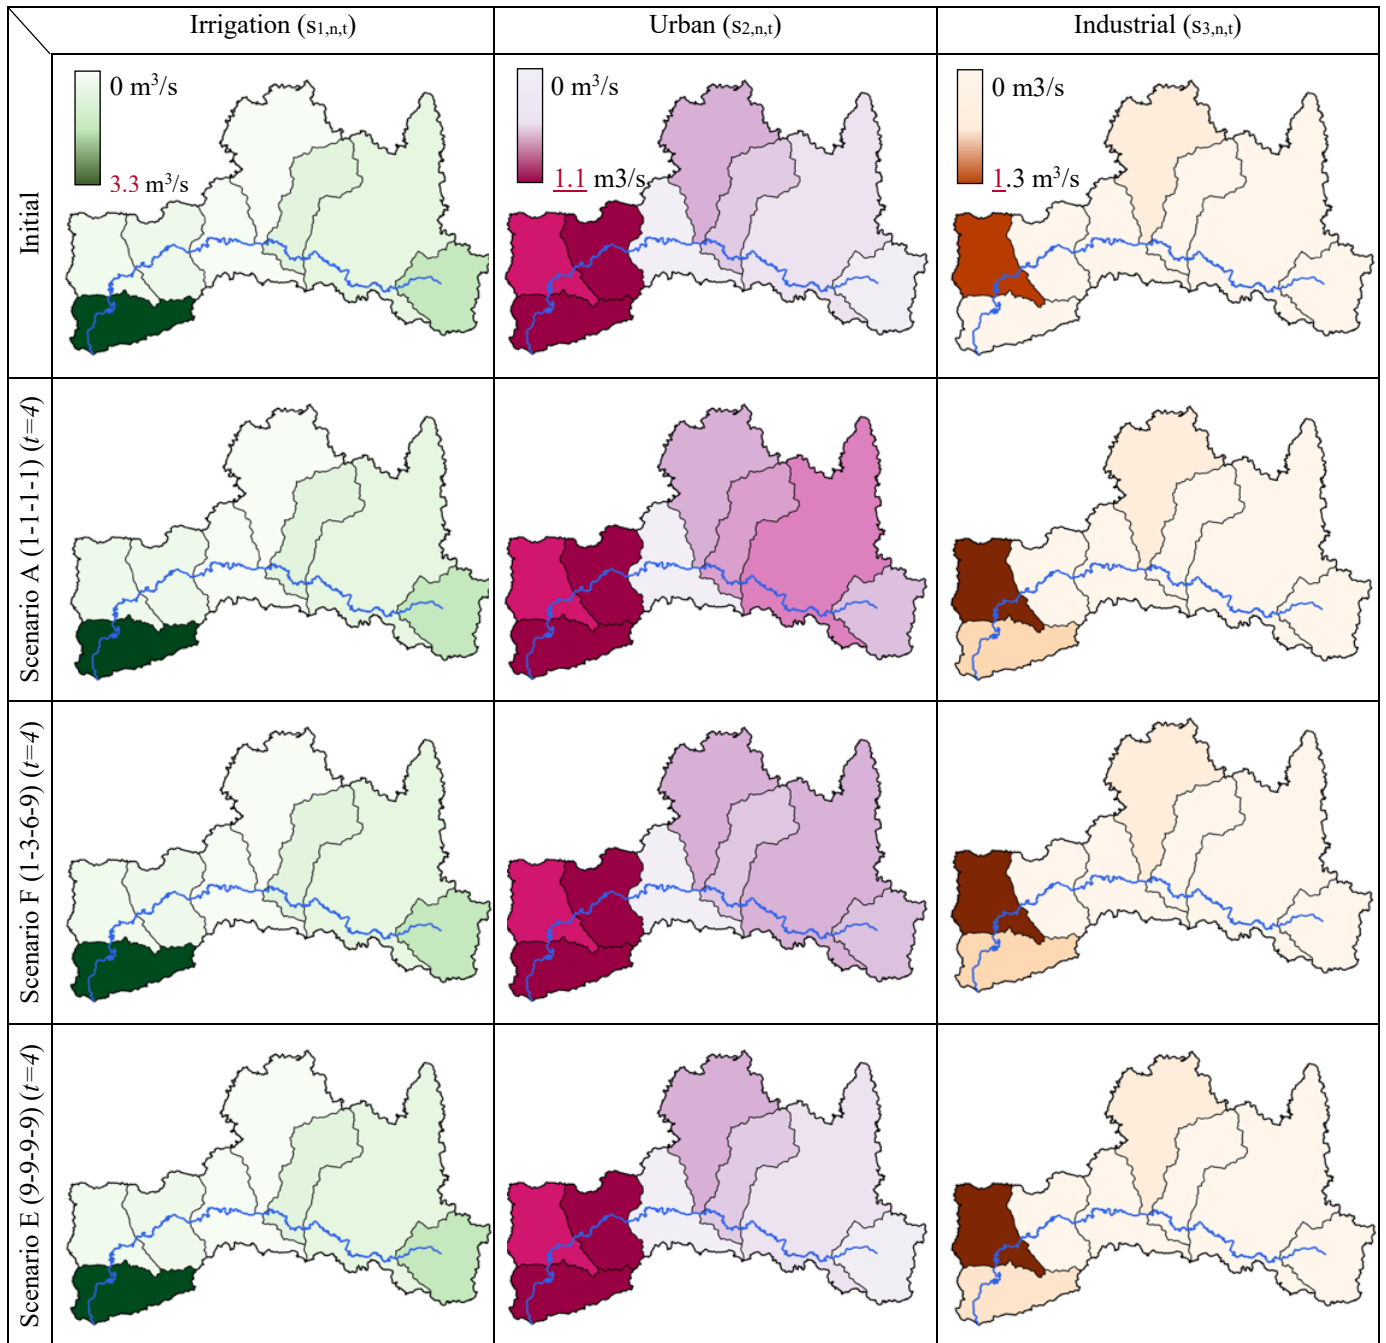 Irrigation (s1,n,t)
Urban (s2,n,t)
Industrial (s3,n,t)
Initial
0 m³/s
3.3 m³/s
0 m³/s
1.1 m3/s
0 m3/s
1.3 m³/s
Scenario A (1-1-1-1) (t=4)
Scenario F (1-3-6-9) (t=4)
Scenario E (9-9-9-9) (t=4)